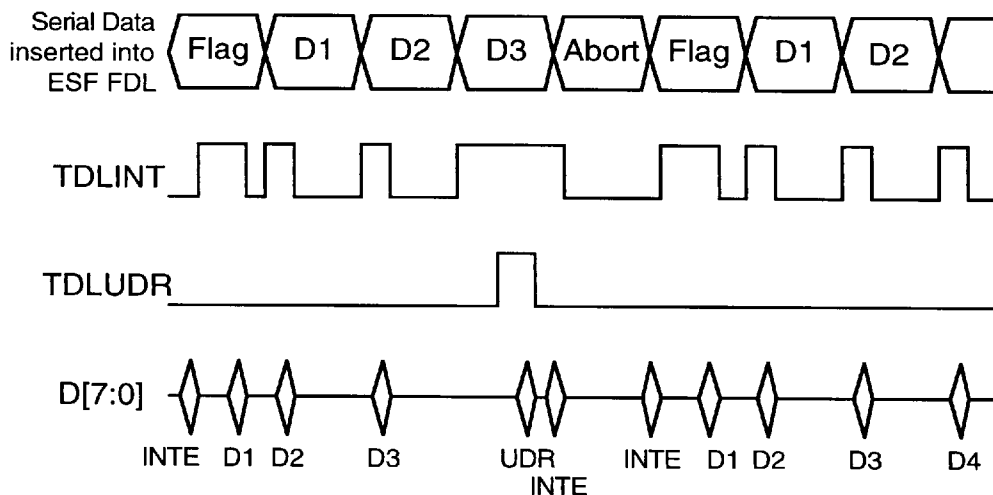 Serial Data
inserted into
ESF FDL
Flag D1 D2 D3 Abort Flag D1 D2
TDLINT
TDLUDR
D[7:0]
INTE D1 D2 D3 UDR INTE D1 D2 D3 D4
INTE